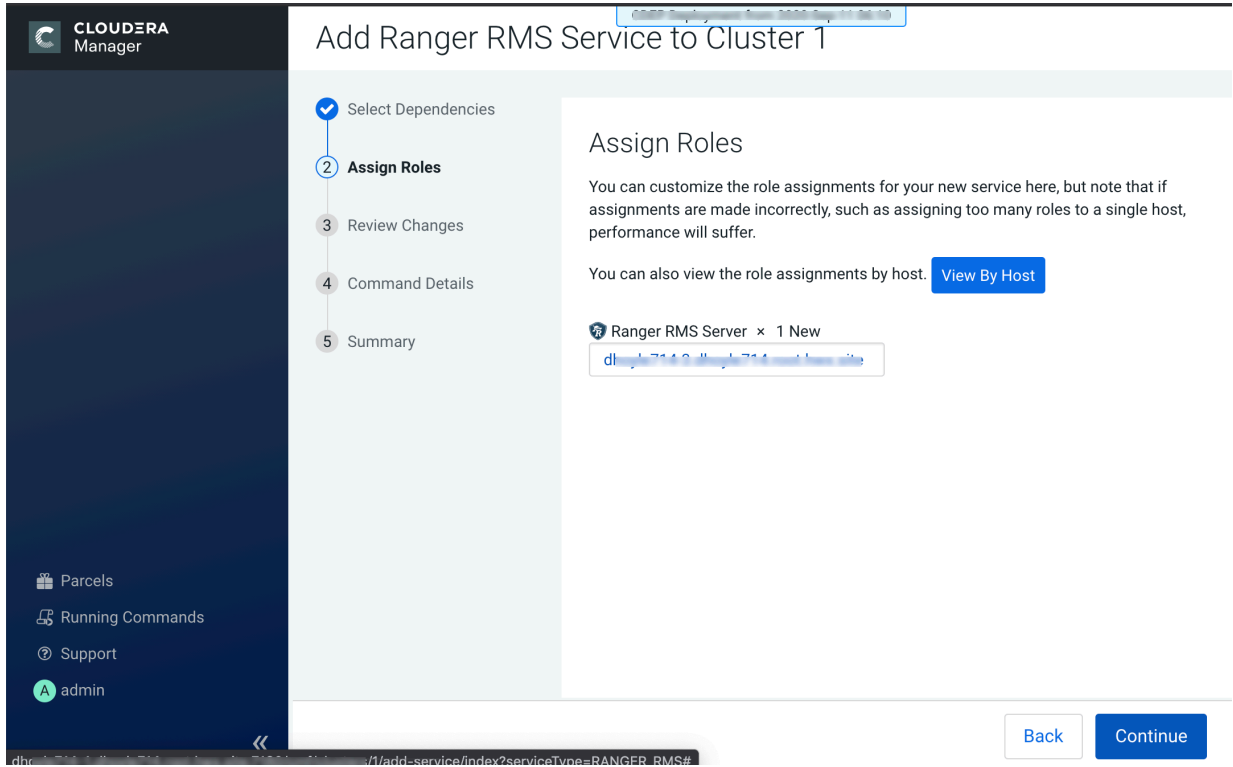 CLOUDERA
Manager
Add Ranger RMS Service to Cluster 1
Select Dependencies
2 Assign Roles
3 Review Changes
4 Command Details
5 Summary
Assign Roles
You can customize the role assignments for your new service here, but note that if
assignments are made incorrectly, such as assigning too many roles to a single host,
performance will suffer.
You can also view the role assignments by host. View By Host
Ranger RMS Server × 1 New
Parcels
Running Commands
Support
A admin
«
Back Continue
/1/add-service/index?serviceType=RANGER_RMS#